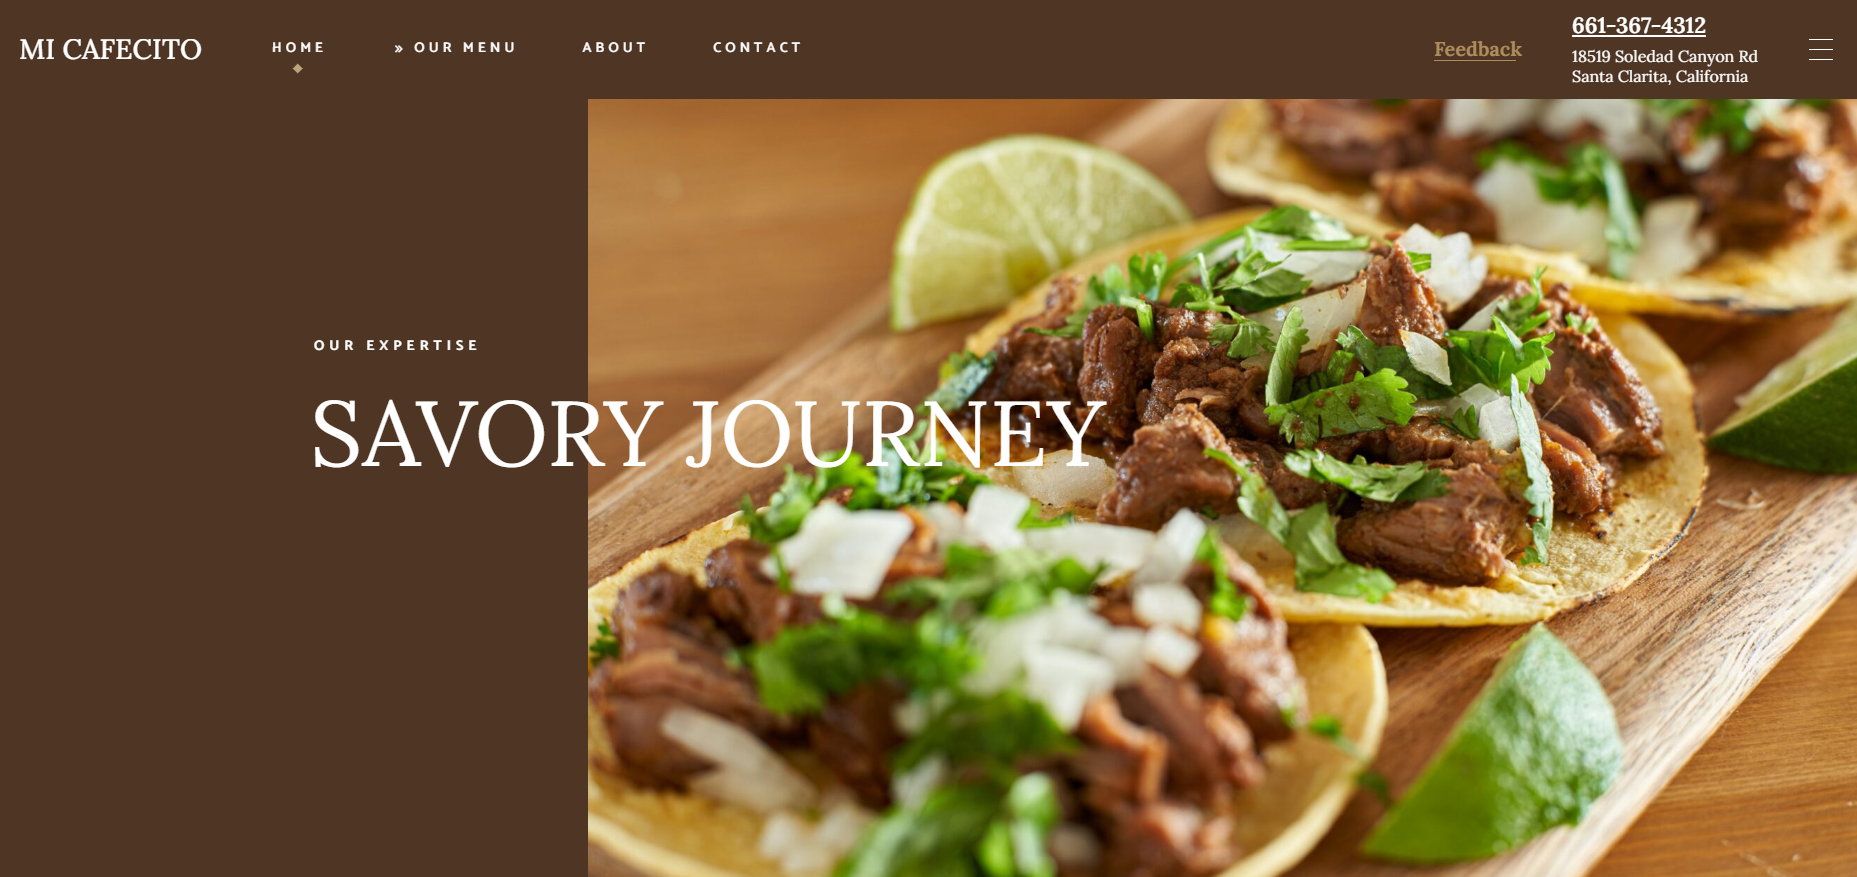 MI CAFECITO
HOME
» OUR MENU
ABOUT
CONTACT
Feedback
661-367-4312
18519 Soledad Canyon Rd
Santa Clarita, California
OUR EXPERTISE
SAVORY JOURNEY